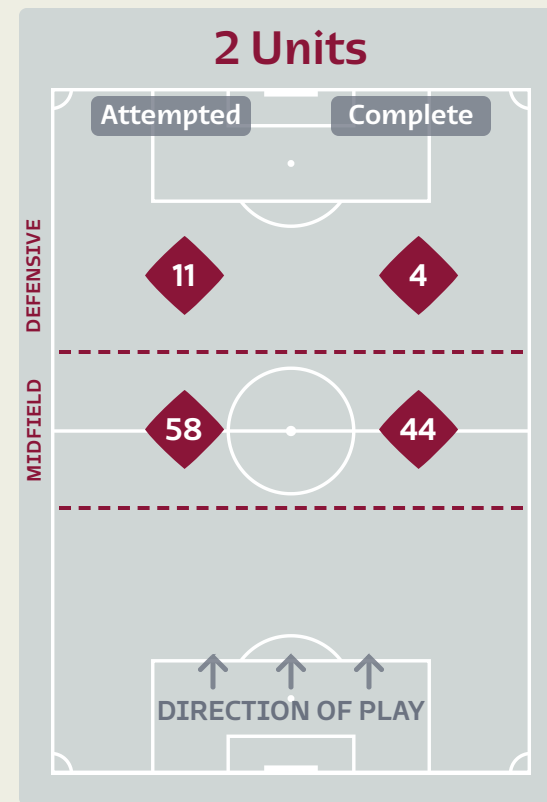 2 Units
Attempted
Complete
DEFENSIVE
11
4
MIDFIELD
58
44
DIRECTION OF PLAY